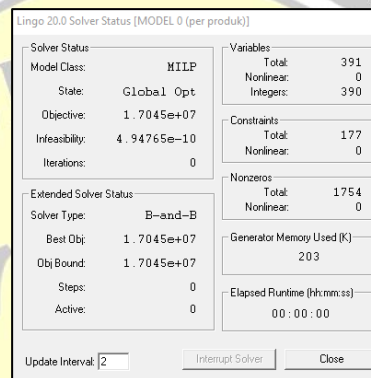 Lingo 20.0 Solver Status [MODEL 0 (per produk)]
Solver Status
Model Class: MILP
State: Global Opt
Objective: 1.7045e+07
Infeasibility: 4.94765e-10
Iterations: 0
Extended Solver Status
Solver Type: B-and-B
Best Obj: 1.7045e+07
Obj Bound: 1.7045e+07
Steps: 0
Active: 0
Update Interval: 2
Variables
Total: 391
Nonlinear: 0
Integers: 390
Constraints
Total: 177
Nonlinear: 0
Nonzeros
Total: 1754
Nonlinear: 0
Generator Memory Used (K)
203
Elapsed Runtime (hh:mm:ss)
00:00:00
Interrupt Solver
Close